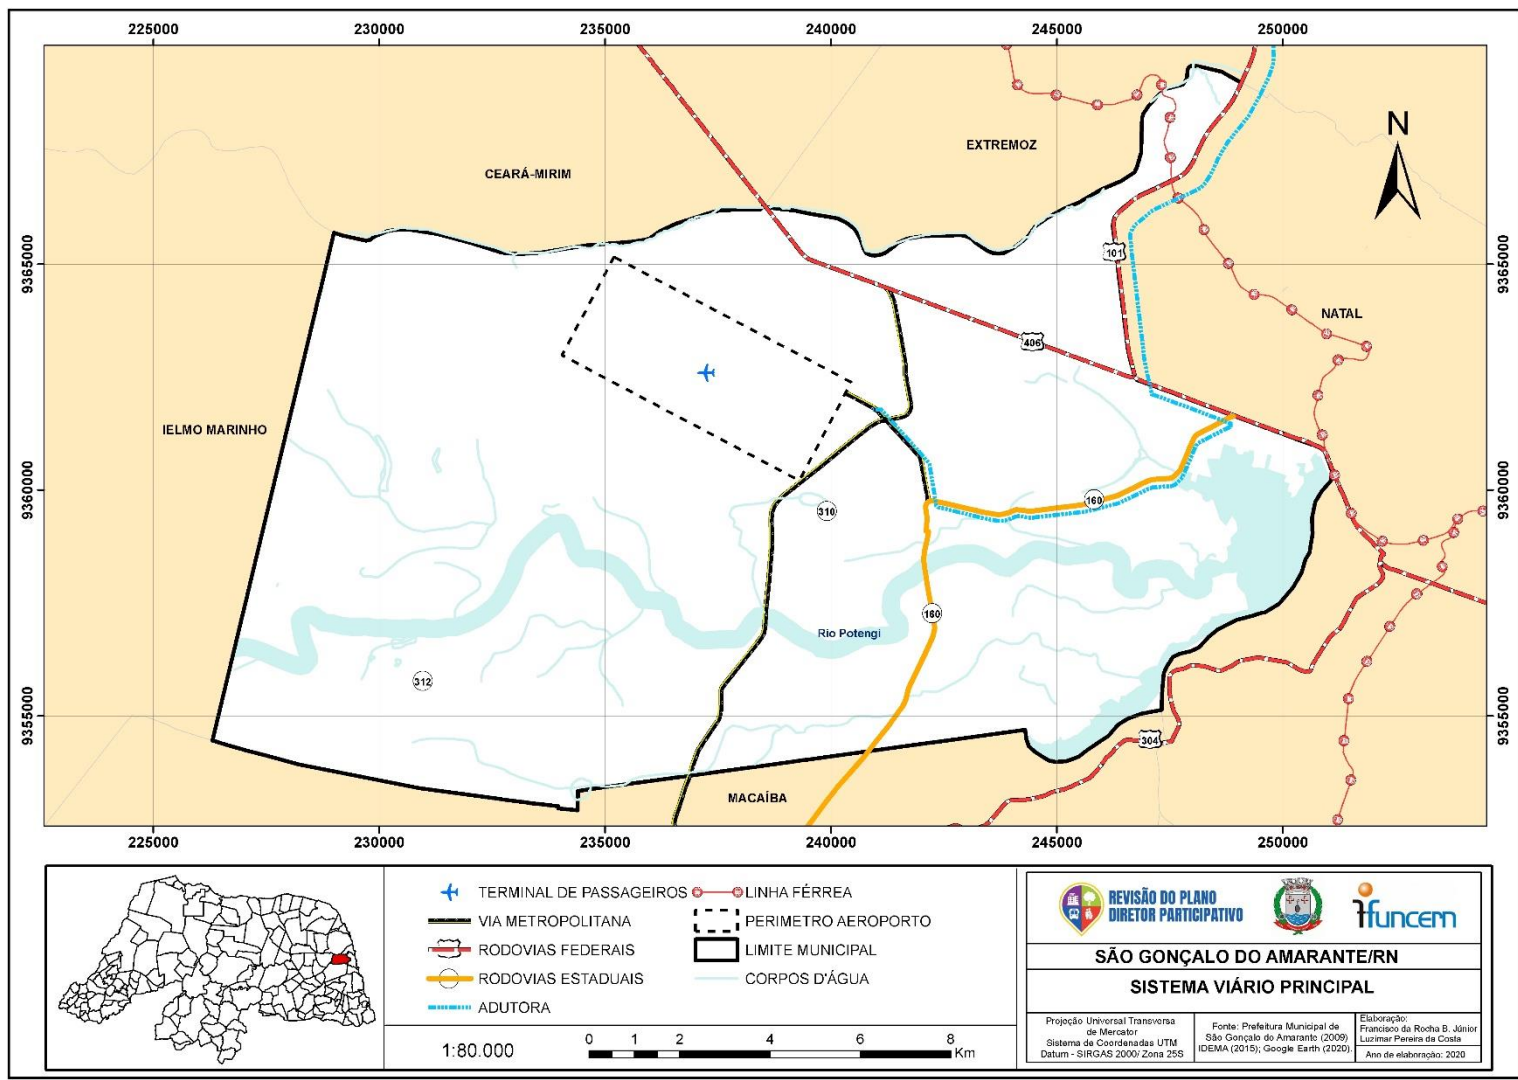 225000 230000 235000 240000 245000 250000
N
EXTREMOZ
CEARÁ-MIRIM
9365000 9365000
101
NATAL
406
IELMO MARINHO
9360000 9360000
160
310
160
Rio Potengi
312
9355000 9355000
304
MACAÍBA
225000 230000 235000 240000 245000 250000
TERMINAL DE PASSAGEIROS
VIA METROPOLITANA
RODOVIAS FEDERAIS
RODOVIAS ESTADUAIS
ADUTORA
LINHA FÉRREA
PERIMETRO AEROPORTO
LIMITE MUNICIPAL
CORPOS D'ÁGUA
1:80.000
0 1 2 4 6 8
Km
REVISÃO DO PLANO
DIRETOR PARTICIPATIVO
ifuncern
SÃO GONÇALO DO AMARANTE/RN
SISTEMA VIÁRIO PRINCIPAL
Projeção Universal Transversa
de Mercator
Sistema de Coordenadas UTM
Datum - SIRGAS 2000/ Zona 25S
Fonte: Prefeitura Municipal de
São Gonçalo do Amarante (2009)
IDEMA (2015); Google Earth (2020).
Elaboração:
Francisco da Rocha B. Júnior
Luzimar Pereira da Costa
Ano de elaboração: 2020